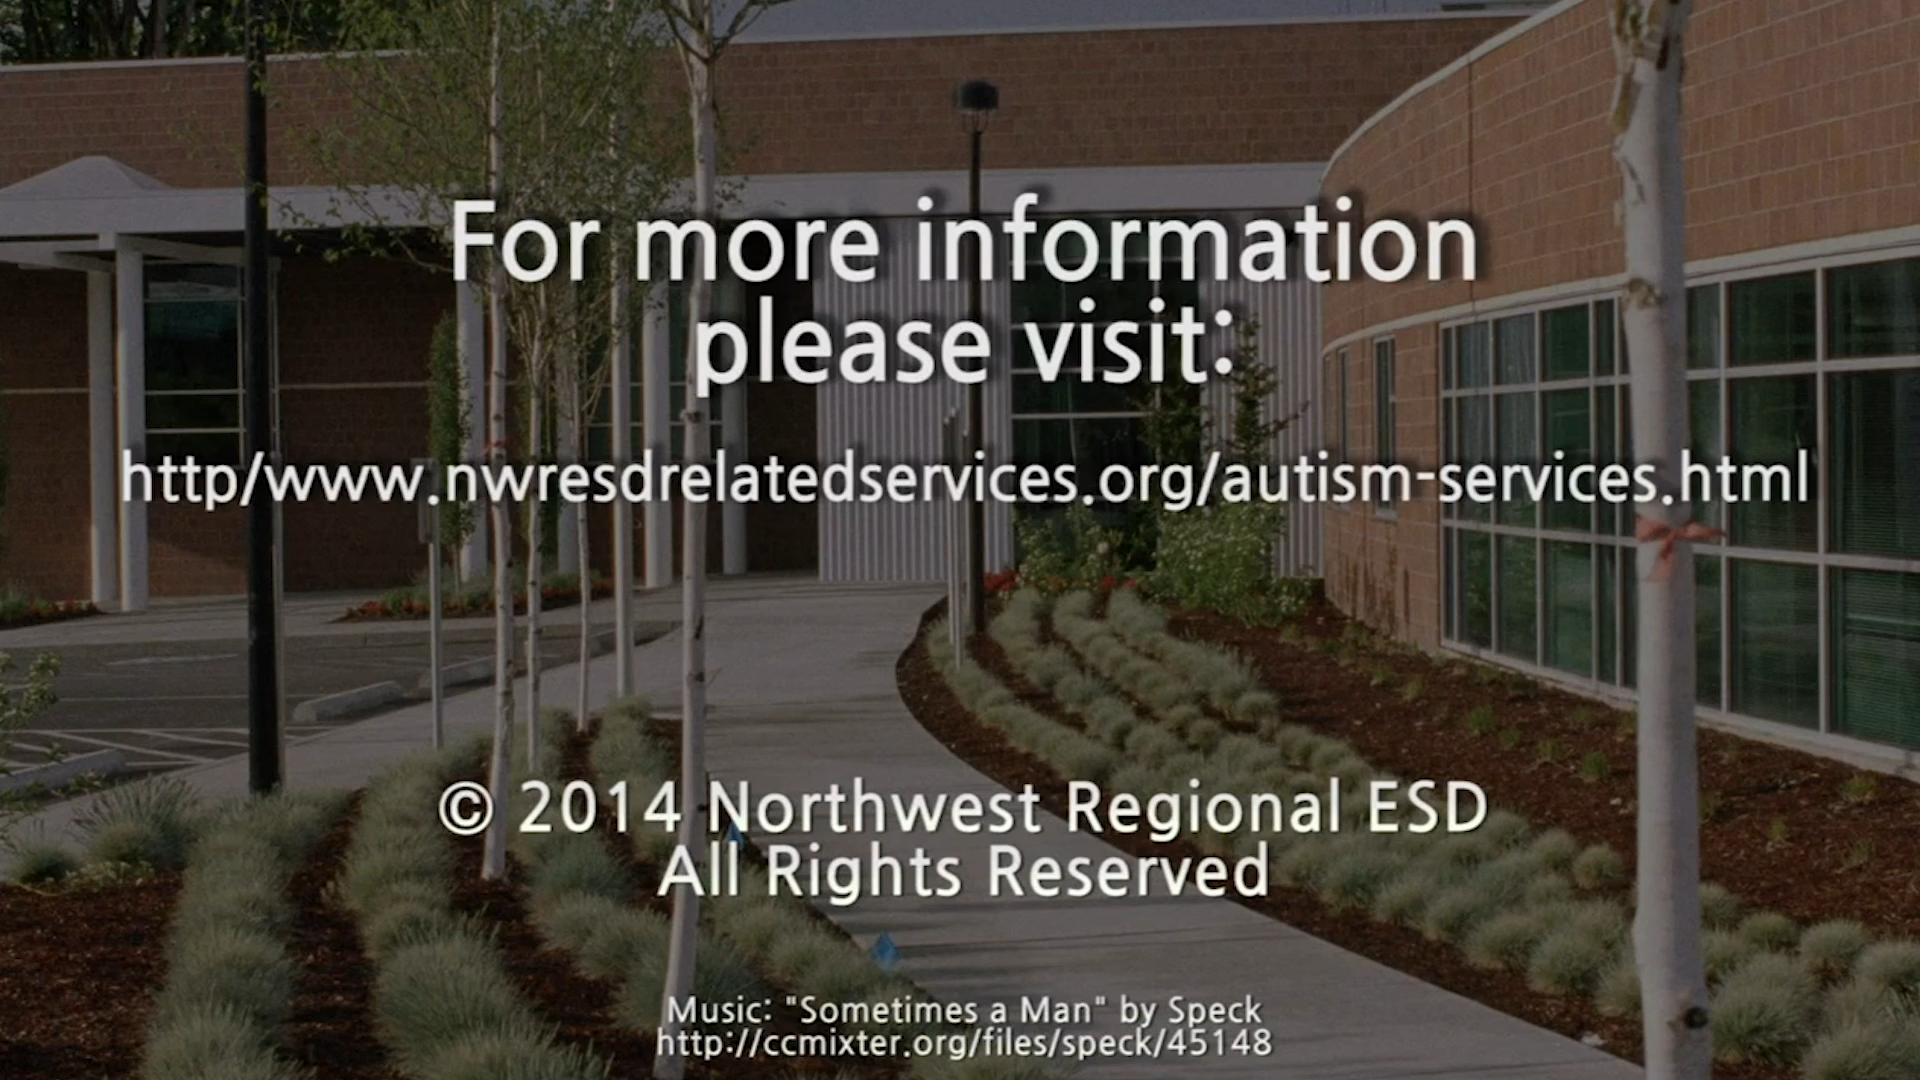 For more information
please visit:
http/www.nwresdrelatedservices.org/autism-services.html
© 2014 Northwest Regional ESD
All Rights Reserved
Music: "Sometimes a Man" by Speck
http://ccmixter.org/files/speck/45148